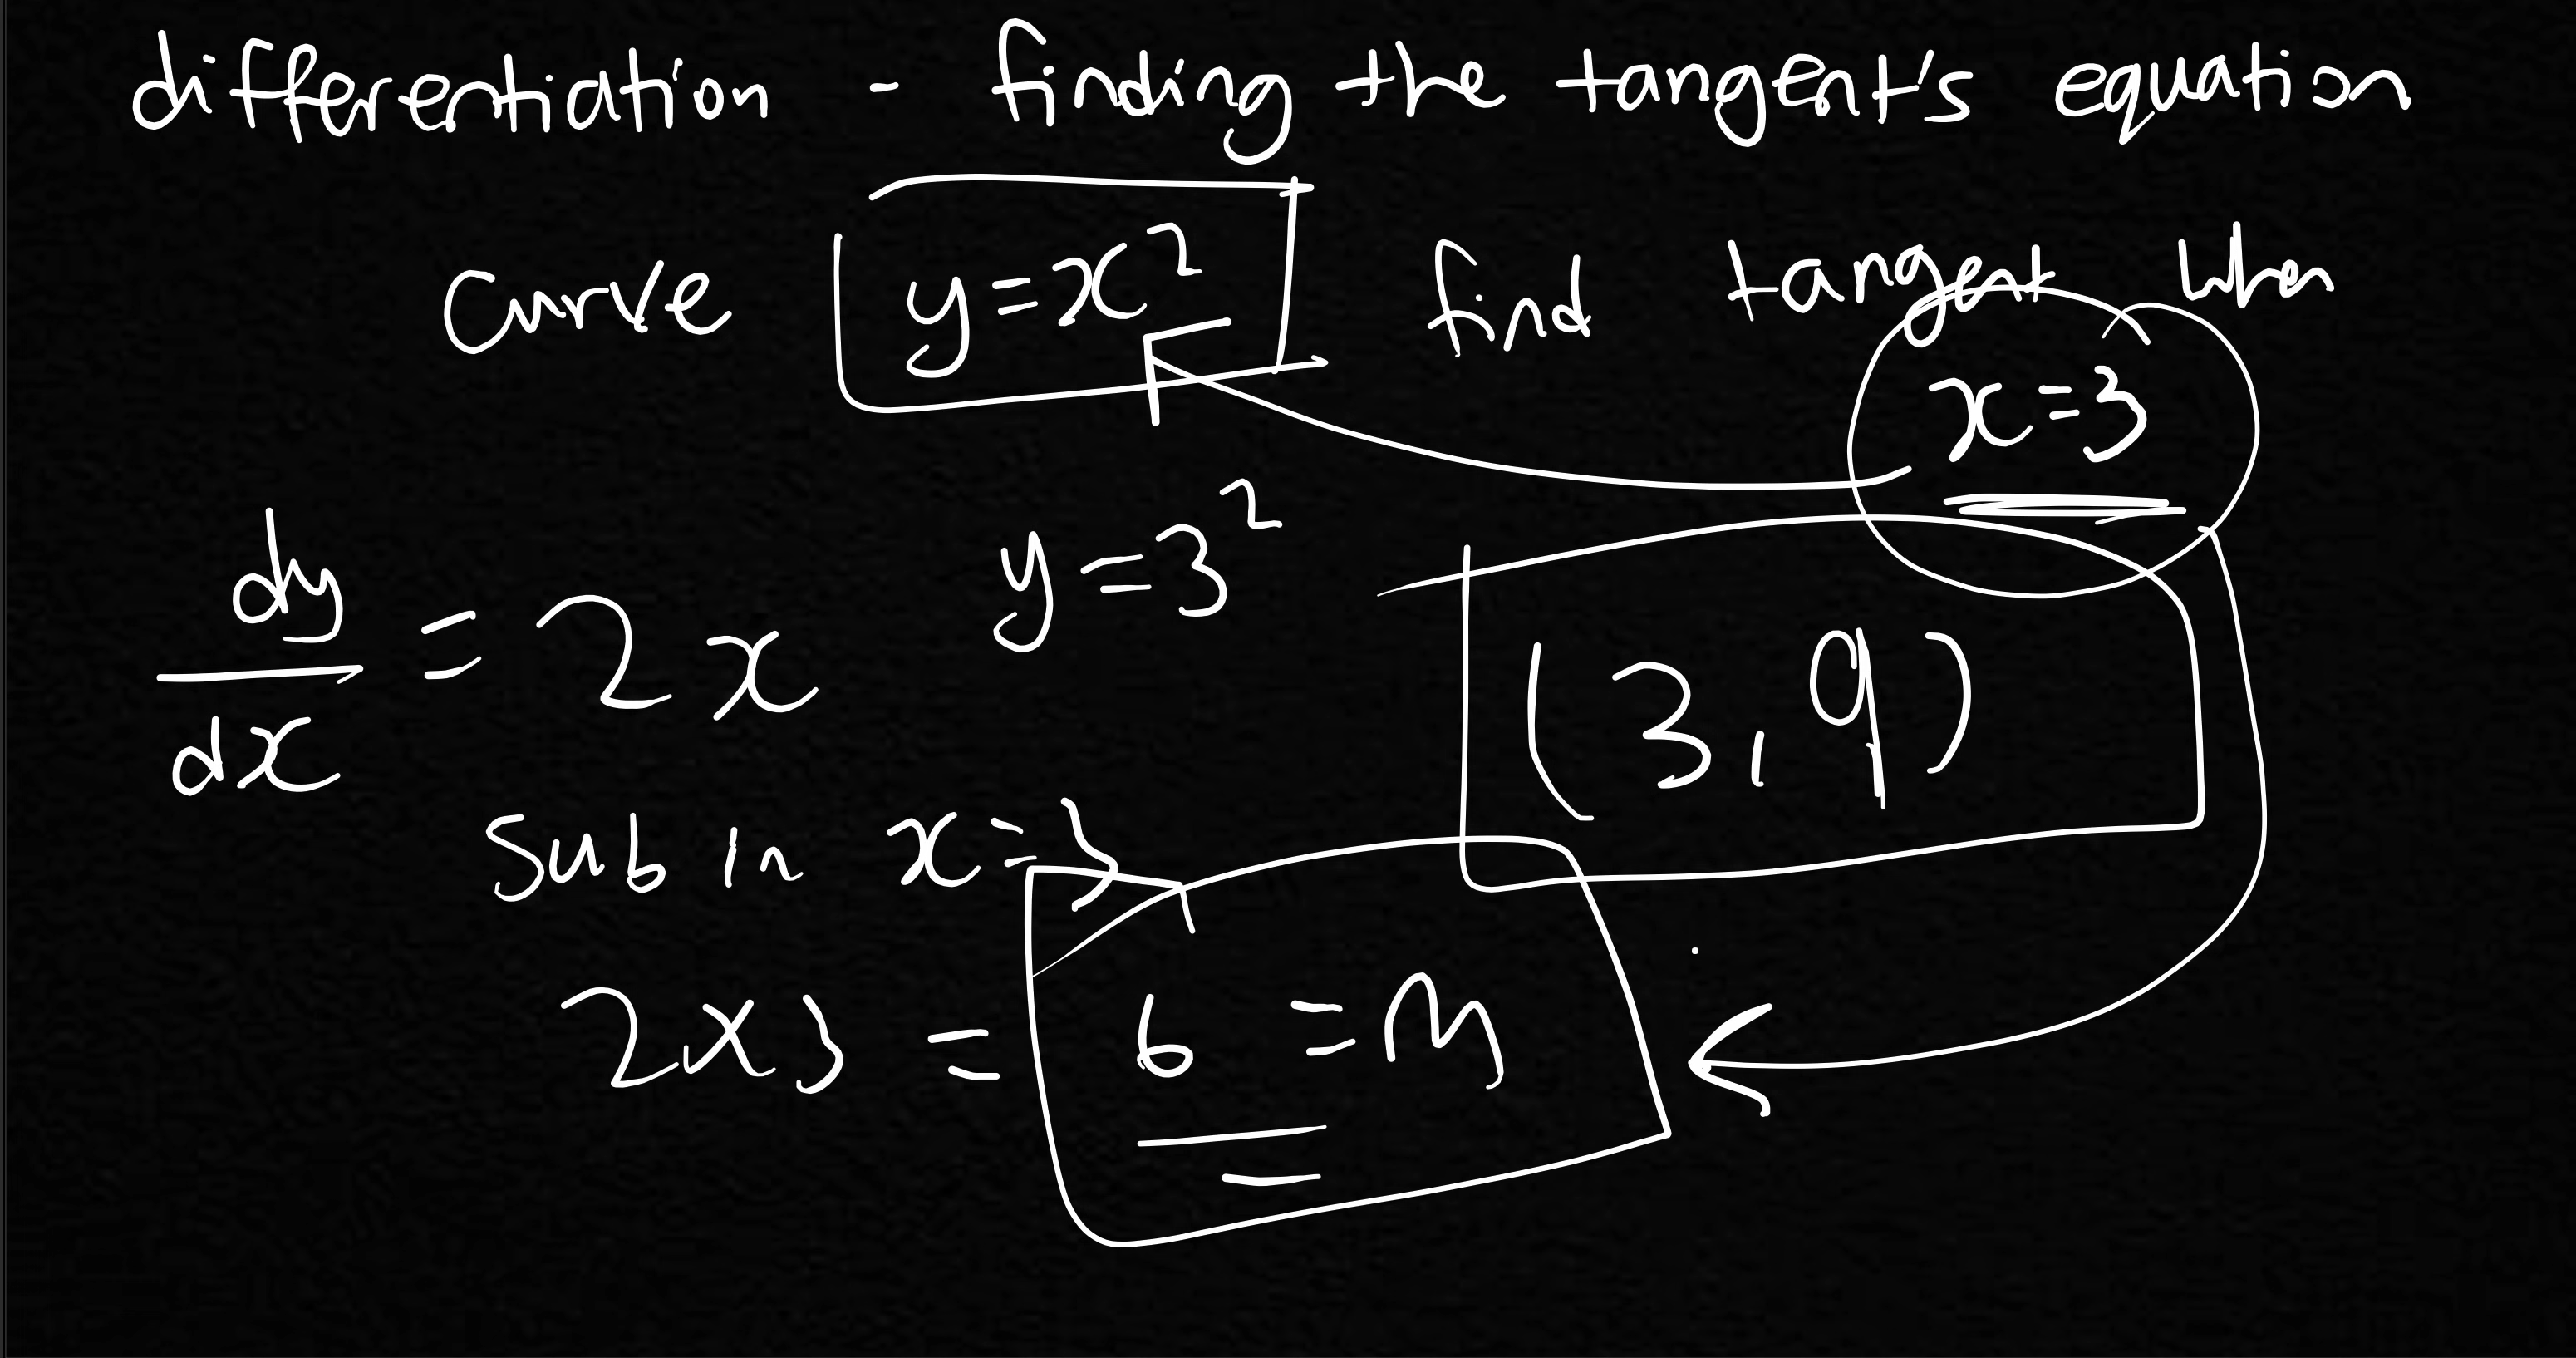 differentiation - finding the tangent's equation
curve y=x² find tangent when
x=3
y=3²
dy/dx = 2x
(3,9)
sub in x=3
2x3 = 6 = m